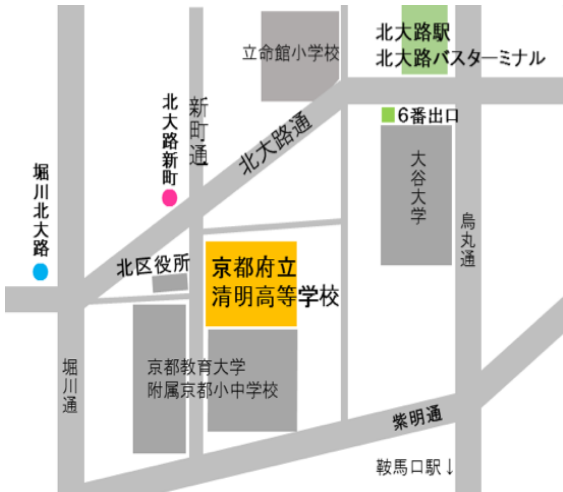 北大路駅
北大路バスターミナル
立命館小学校
6番出口
新町通
北大路通
北大路新町
大谷大学
堀川北大路
烏丸通
北区役所
京都府立
清明高等学校
堀川通
京都教育大学
附属京都小中学校
紫明通
鞍馬口駅↓